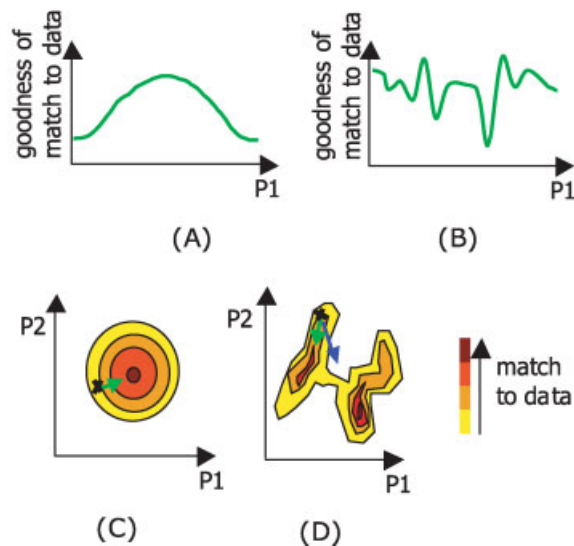 goodness of
match to data
P1
(A)
goodness of
match to data
P1
(B)
P2
P1
(C)
P2
P1
(D)
match
to data